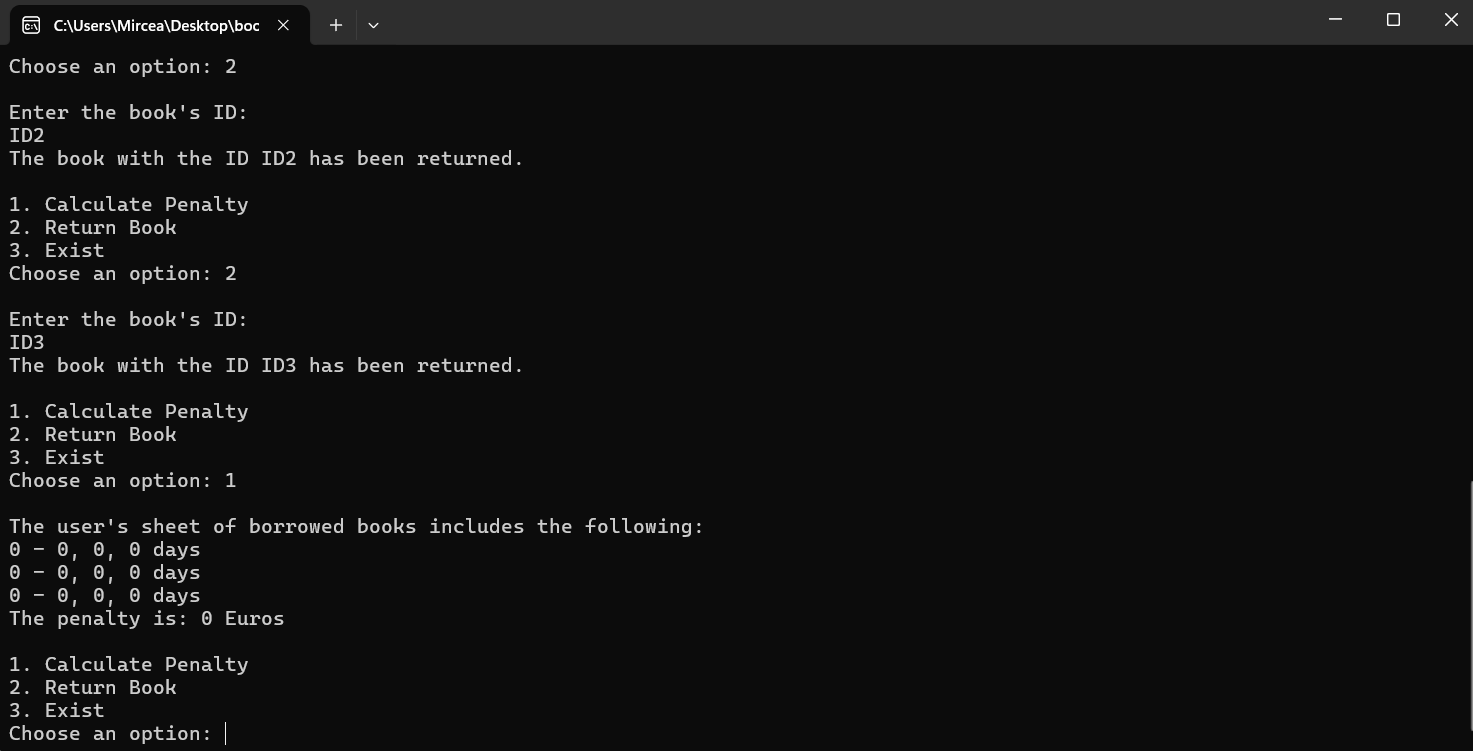 C:\Users\Mircea\Desktop\boc
Choose an option: 2
Enter the book's ID:
ID2
The book with the ID ID2 has been returned.
1. Calculate Penalty
2. Return Book
3. Exist
Choose an option: 2
Enter the book's ID:
ID3
The book with the ID ID3 has been returned.
1. Calculate Penalty
2. Return Book
3. Exist
Choose an option: 1
The user's sheet of borrowed books includes the following:
0 - 0, 0, 0 days
0 - 0, 0, 0 days
0 - 0, 0, 0 days
The penalty is: 0 Euros
1. Calculate Penalty
2. Return Book
3. Exist
Choose an option: